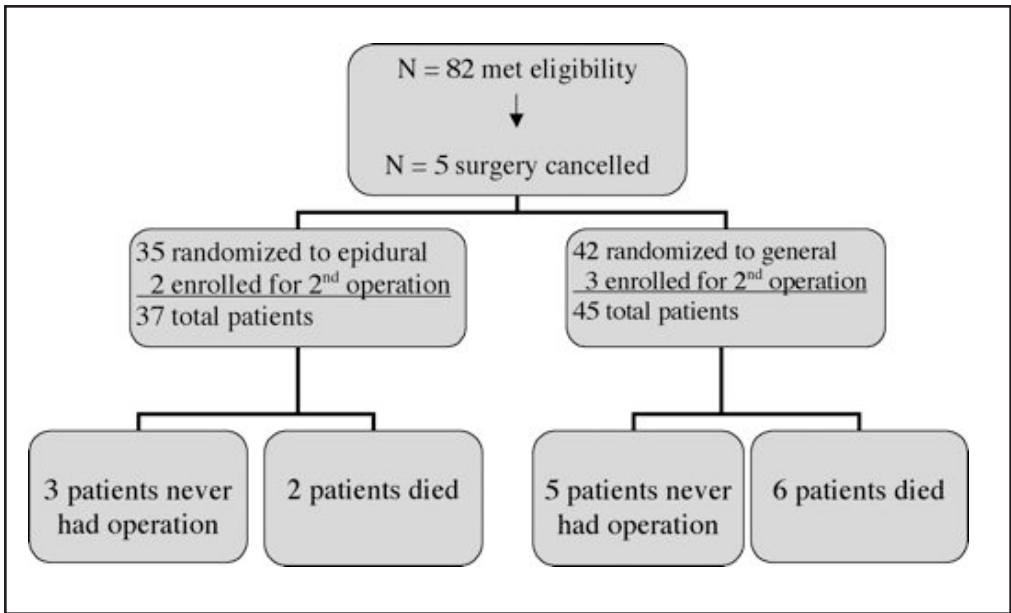 N = 82 met eligibility
N = 5 surgery cancelled
35 randomized to epidural
2 enrolled for 2nd operation
37 total patients
42 randomized to general
3 enrolled for 2nd operation
45 total patients
3 patients never
had operation
2 patients died
5 patients never
had operation
6 patients died